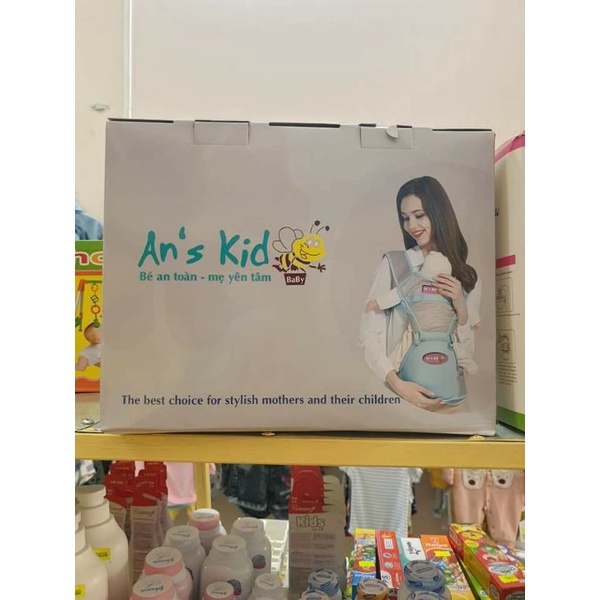 An's Kid
Bé an toàn - mẹ yên tâm
BaBy
The best choice for stylish mothers and their children
Kids